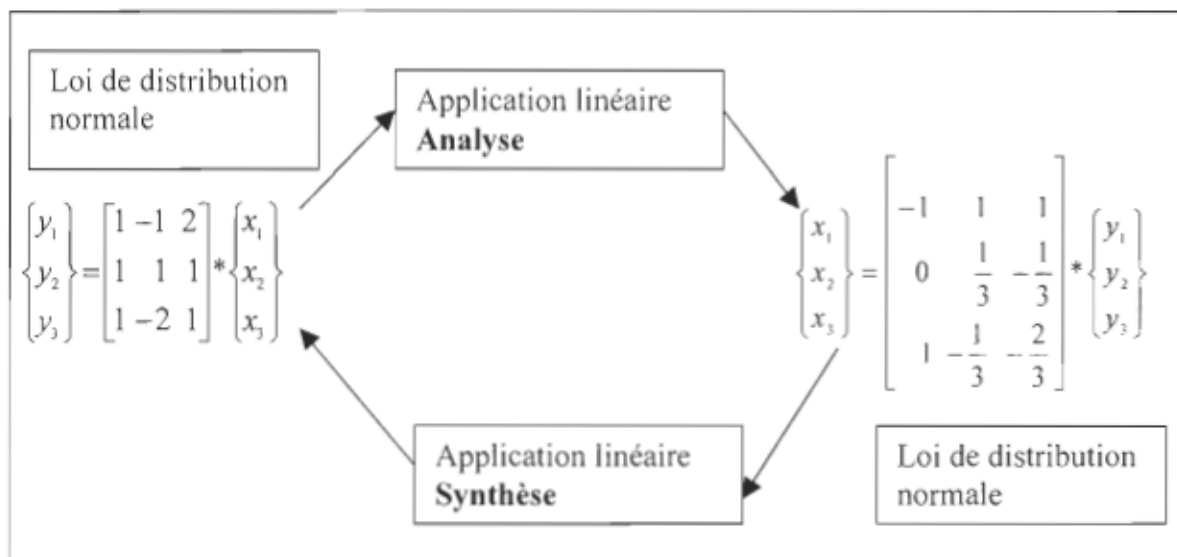 Loi de distribution
normale
Application linéaire
Analyse
{y₁} [1 −1 2] {x₁}
{y₂} = [1 1 1] * {x₂}
{y₃} [1 −2 1] {x₃}
{x₁} [−1 1 1] {y₁}
{x₂} = [0 1/3 −1/3] * {y₂}
{x₃} [1 −1/3 −2/3] {y₃}
Application linéaire
Synthèse
Loi de distribution
normale